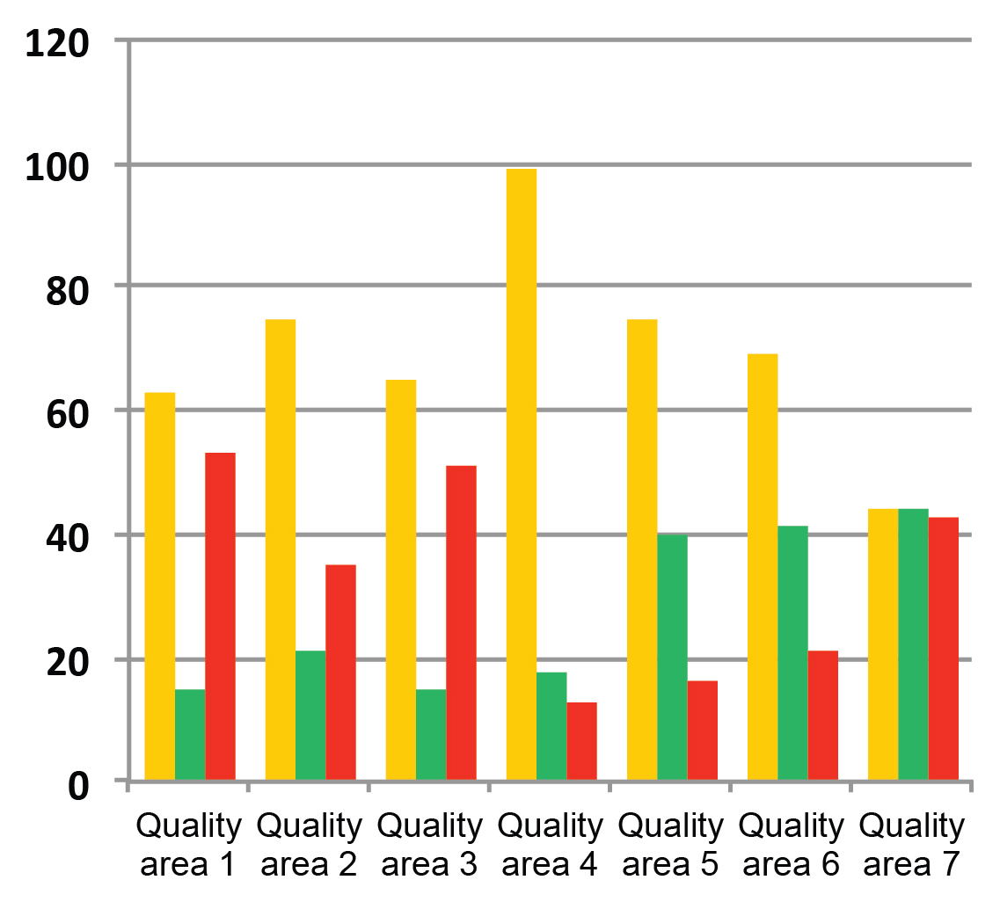 120
100
80
60
40
20
0
Quality area 1
Quality area 2
Quality area 3
Quality area 4
Quality area 5
Quality area 6
Quality area 7